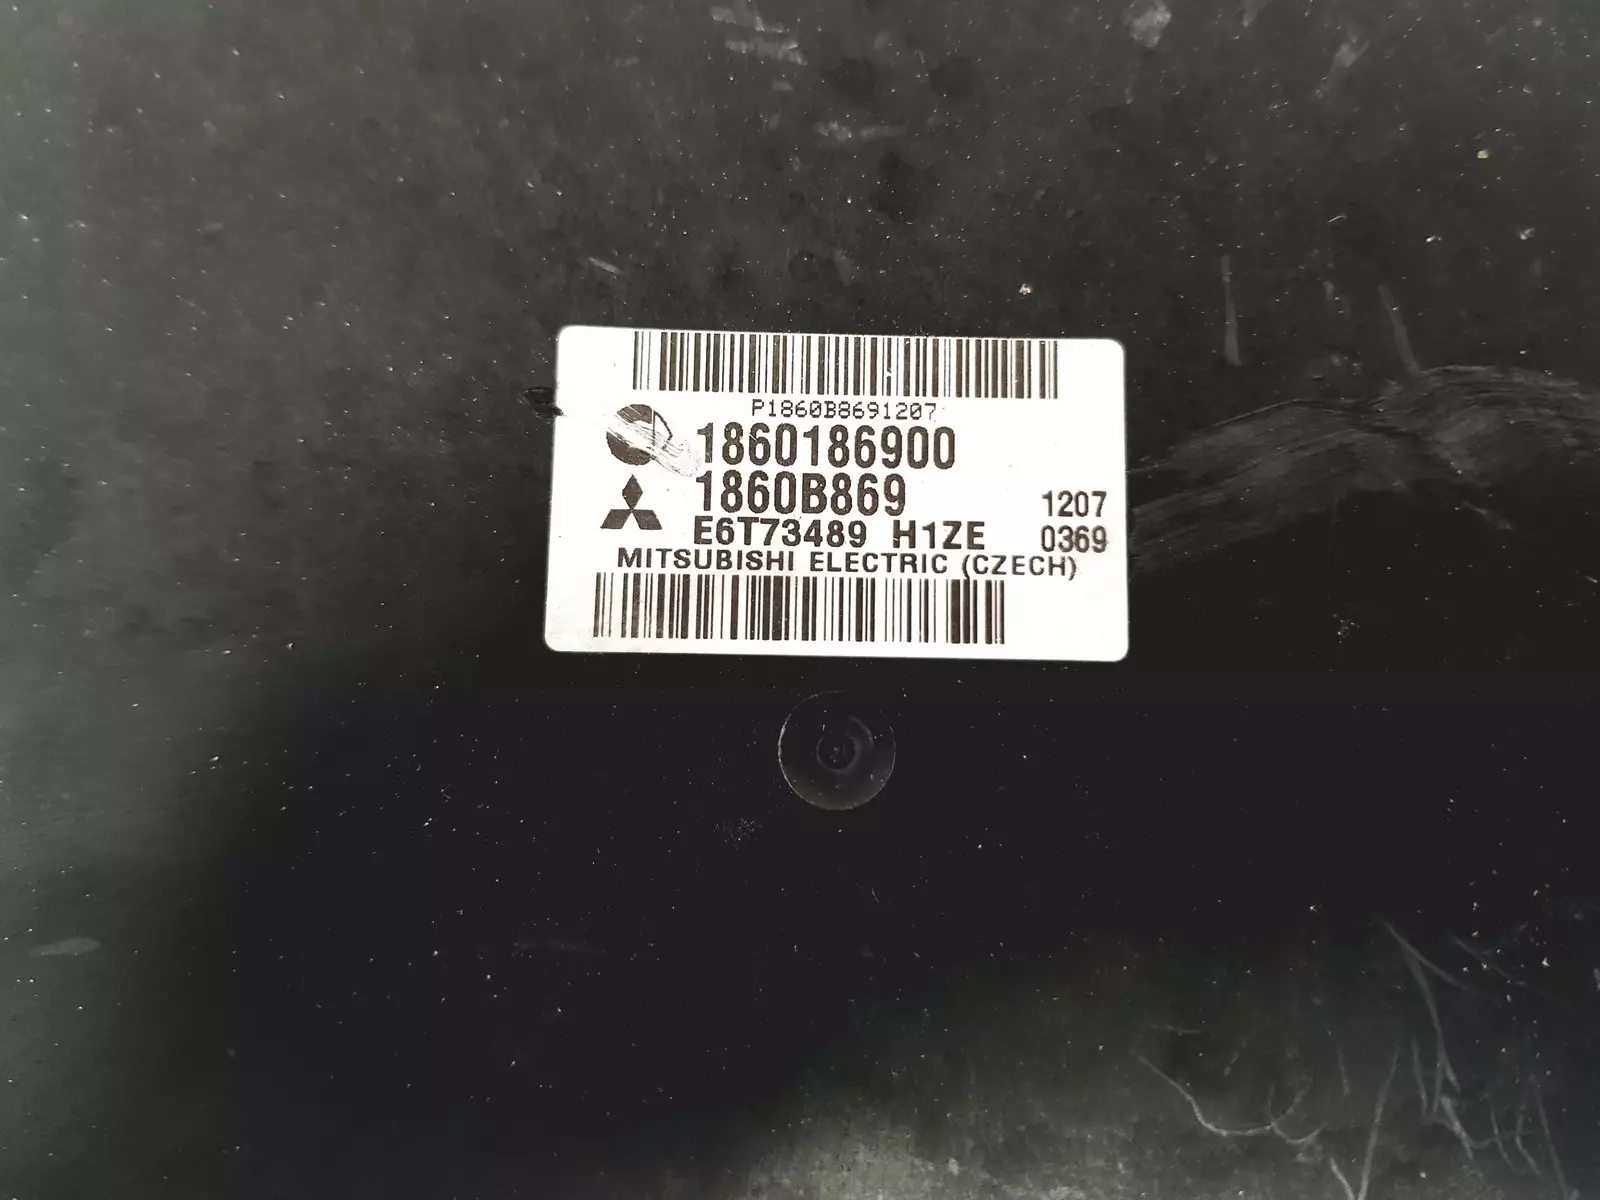 P1860B8691207
1860186900
1860B869 1207
E6T73489 H1ZE 0369
MITSUBISHI ELECTRIC (CZECH)